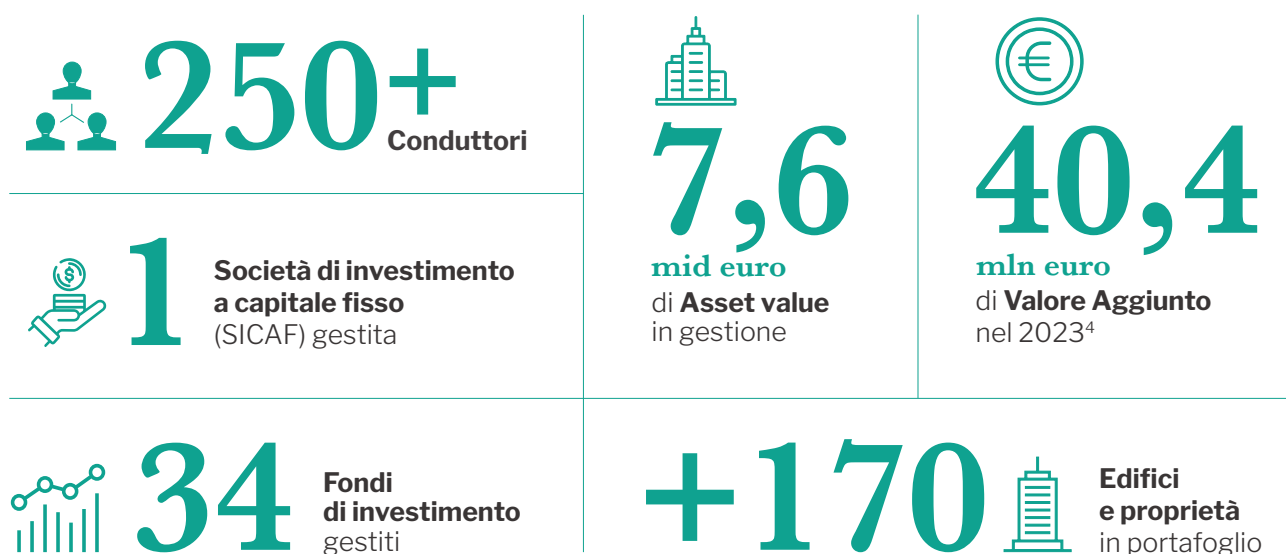 250+
Conduttori
1
Società di investimento
a capitale fisso
(SICAF) gestita
7,6
mid euro
di Asset value
in gestione
40,4
mln euro
di Valore Aggiunto
nel 2023⁴
34
Fondi
di investimento
gestiti
+170
Edifici
e proprietà
in portafoglio